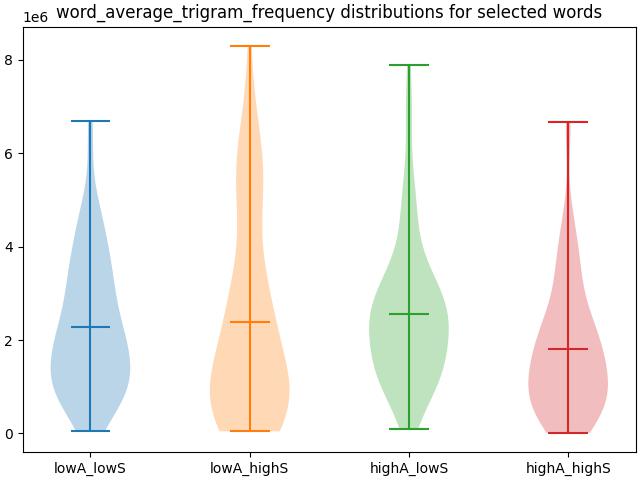 word_average_trigram_frequency distributions for selected words
1e6
8
6
4
2
0
lowA_lowS lowA_highS highA_lowS highA_highS